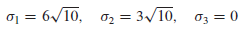 σ₁ = 6√10, σ₂ = 3√10, σ₃ = 0